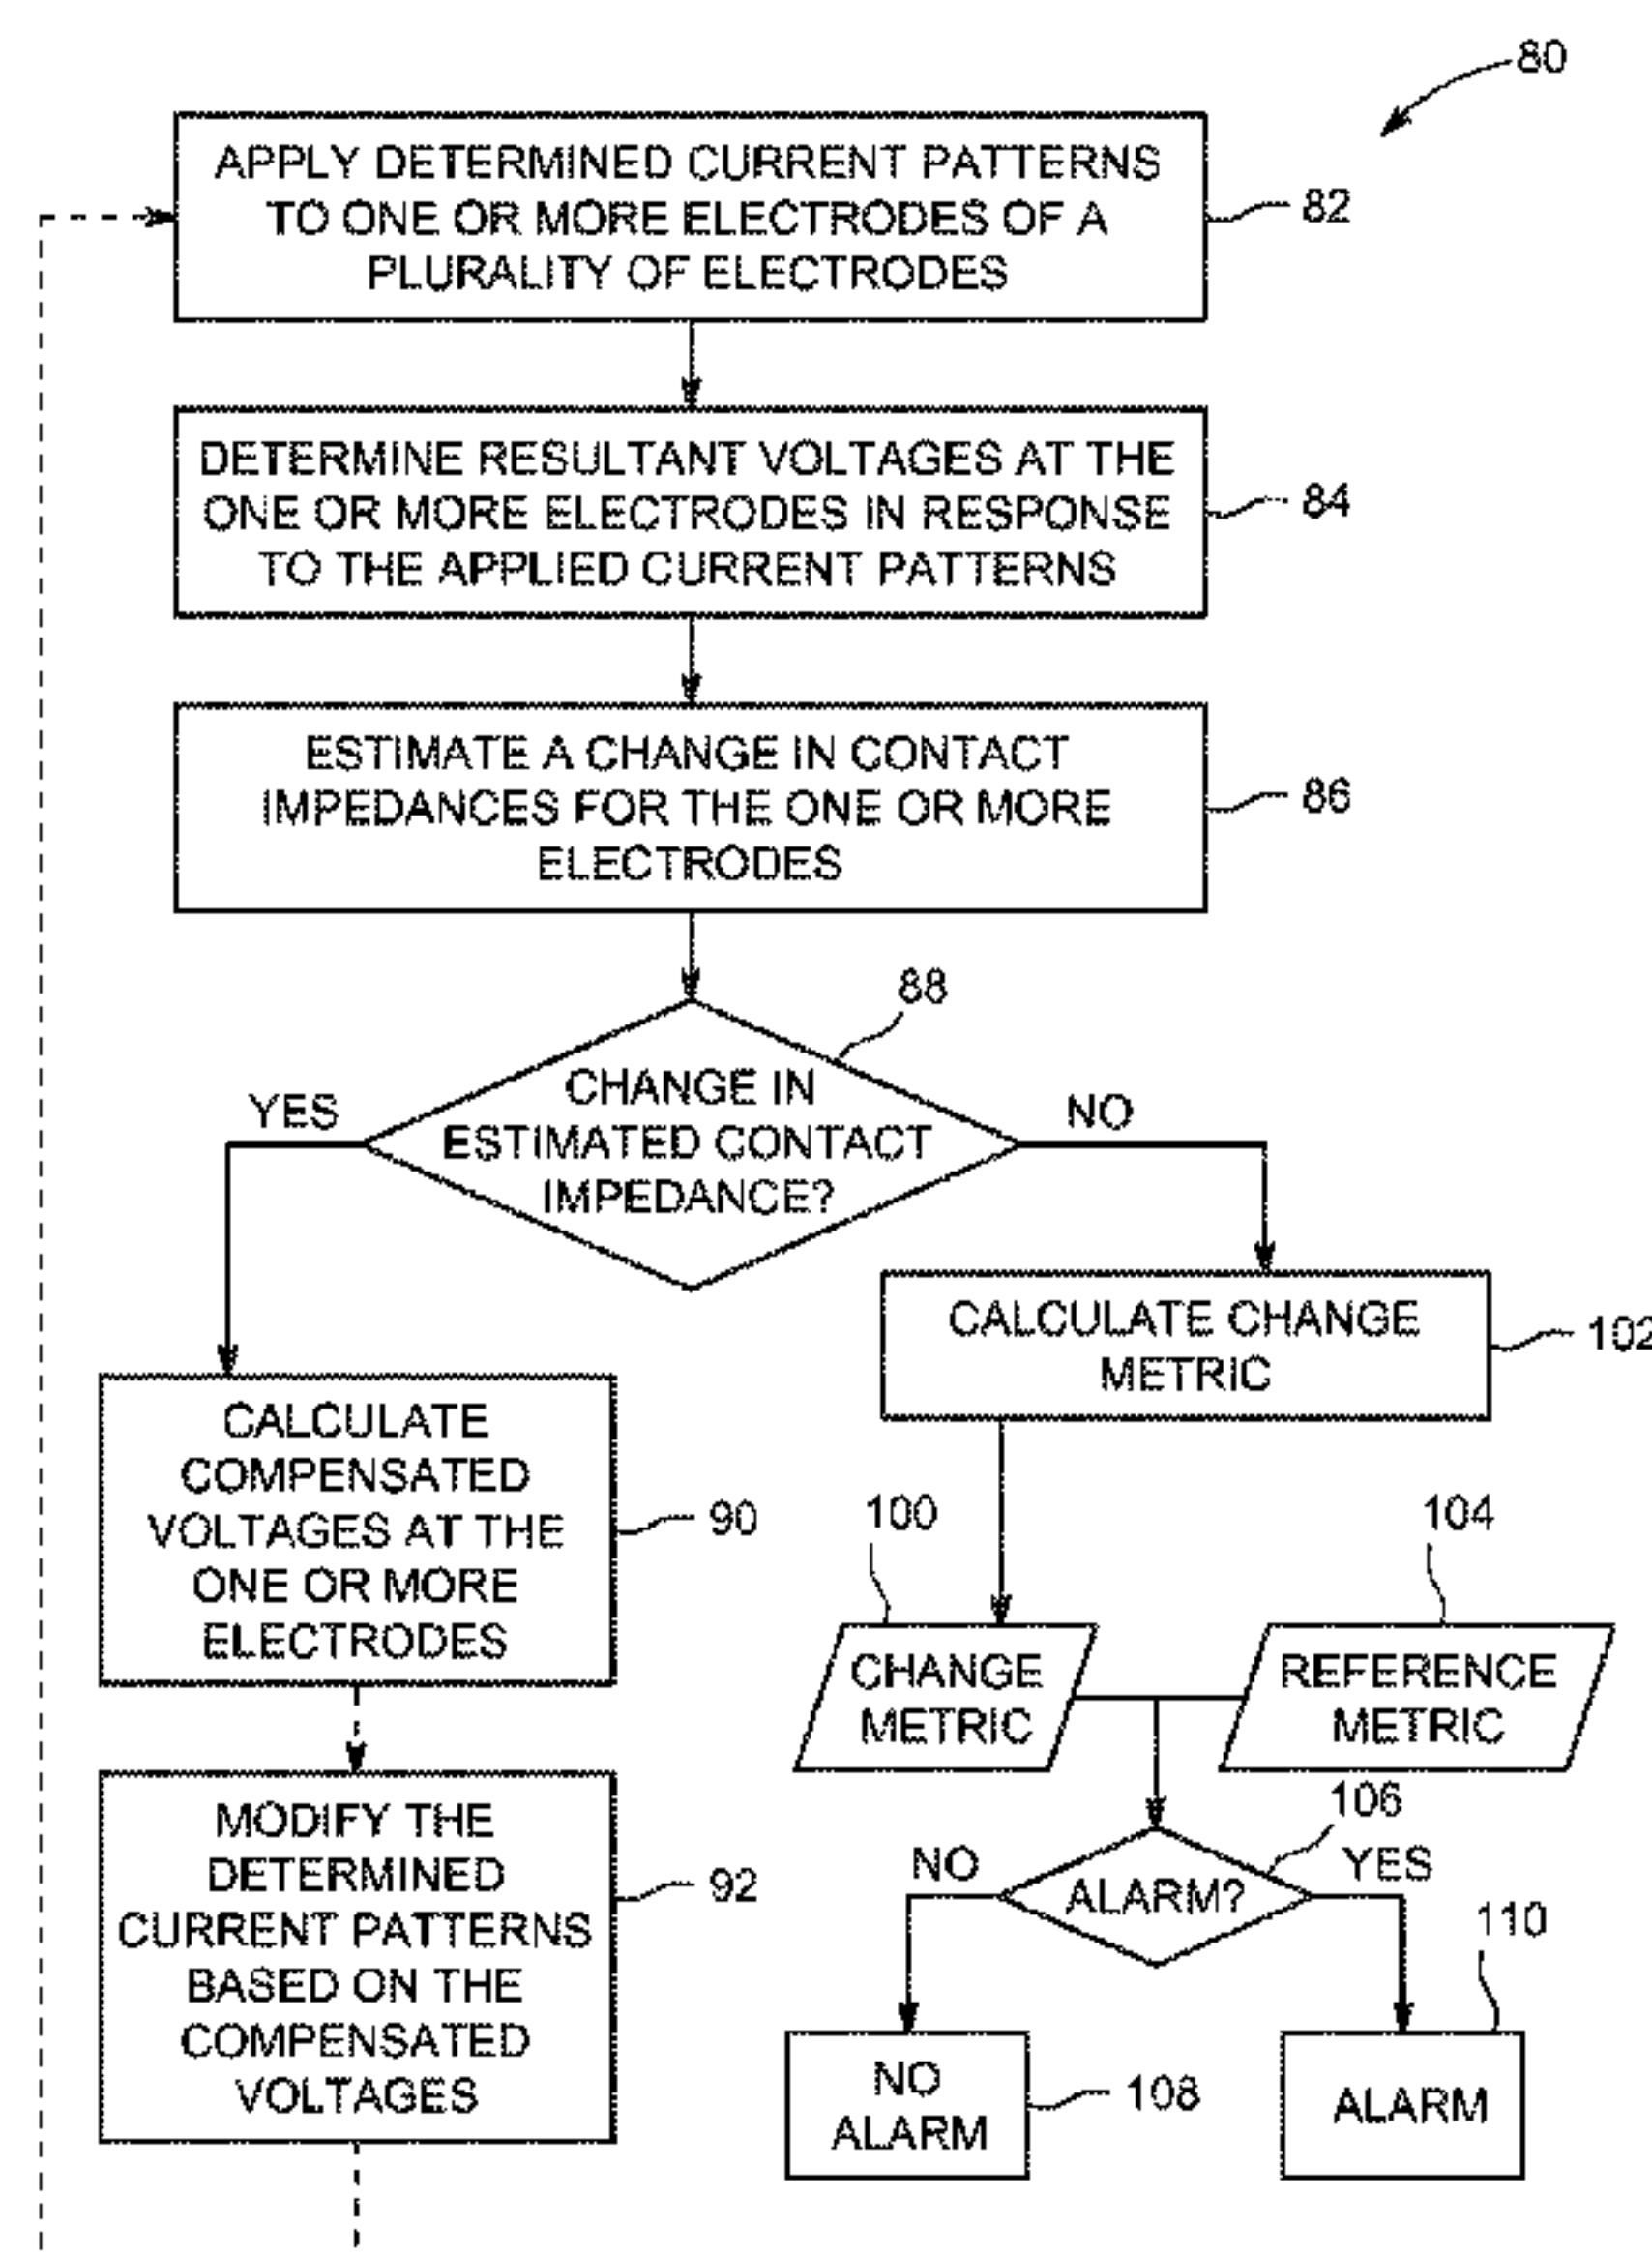 80
APPLY DETERMINED CURRENT PATTERNS
TO ONE OR MORE ELECTRODES OF A
PLURALITY OF ELECTRODES
82
DETERMINE RESULTANT VOLTAGES AT THE
ONE OR MORE ELECTRODES IN RESPONSE
TO THE APPLIED CURRENT PATTERNS
84
ESTIMATE A CHANGE IN CONTACT
IMPEDANCES FOR THE ONE OR MORE
ELECTRODES
86
88
YES
CHANGE IN
ESTIMATED CONTACT
IMPEDANCE?
NO
CALCULATE CHANGE
METRIC
102
CALCULATE
COMPENSATED
VOLTAGES AT THE
ONE OR MORE
ELECTRODES
90
100
104
CHANGE
METRIC
REFERENCE
METRIC
MODIFY THE
DETERMINED
CURRENT PATTERNS
BASED ON THE
COMPENSATED
VOLTAGES
92
106
NO
ALARM?
YES
110
NO
ALARM
108
ALARM